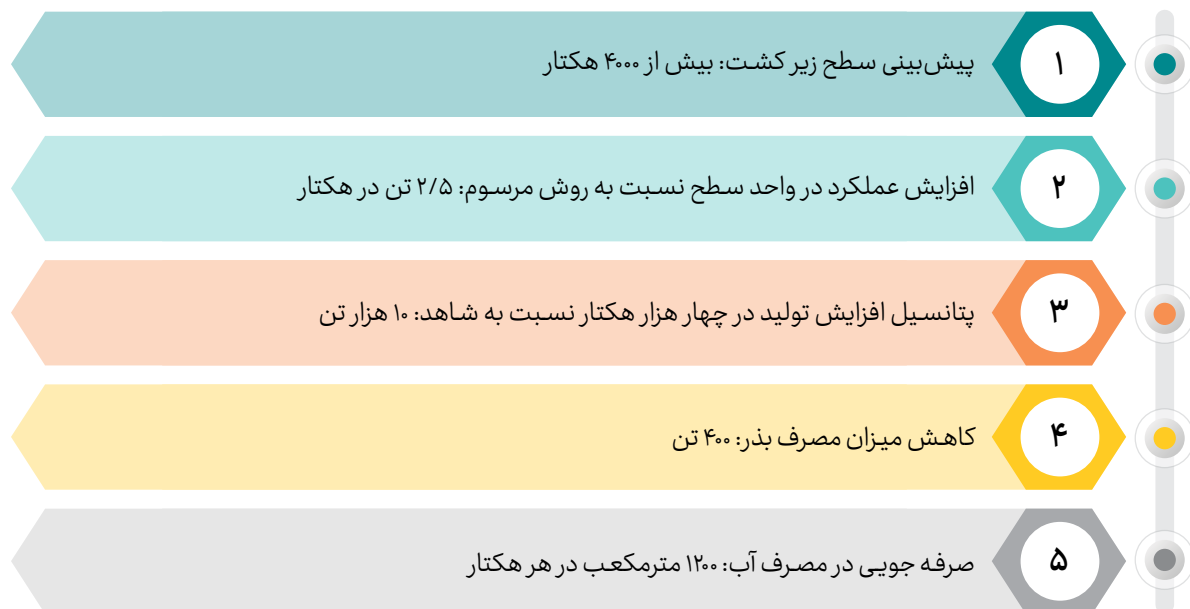 ۱
پیش‌بینی سطح زیر کشت: بیش از ۴۰۰۰ هکتار
۲
افزایش عملکرد در واحد سطح نسبت به روش مرسوم: ۲/۵ تن در هکتار
۳
پتانسیل افزایش تولید در چهار هزار هکتار نسبت به شاهد: ۱۰ هزار تن
۴
کاهش میزان مصرف بذر: ۴۰۰ تن
۵
صرفه جویی در مصرف آب: ۱۲۰۰ مترمکعب در هر هکتار